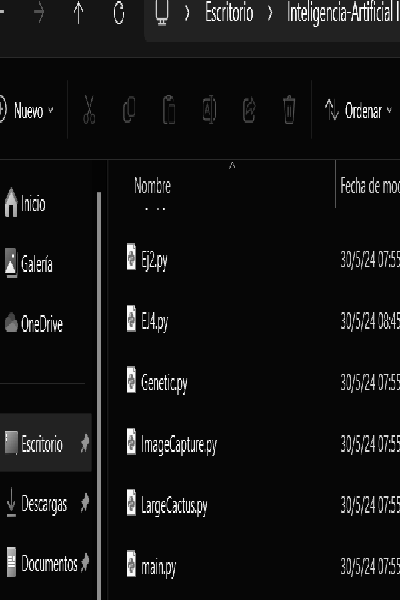 Escritorio > Inteligencia-Artificial
Nuevo
Ordenar
Nombre
Fecha de mod
Inicio
Galería
OneDrive
Escritorio
Descargas
Documentos
Ej2.py 30/5/24 07:55
EJ4.py 30/5/24 08:45
Genetic.py 30/5/24 07:55
ImageCapture.py 30/5/24 07:55
LargeCactus.py 30/5/24 07:55
main.py 30/5/24 07:55